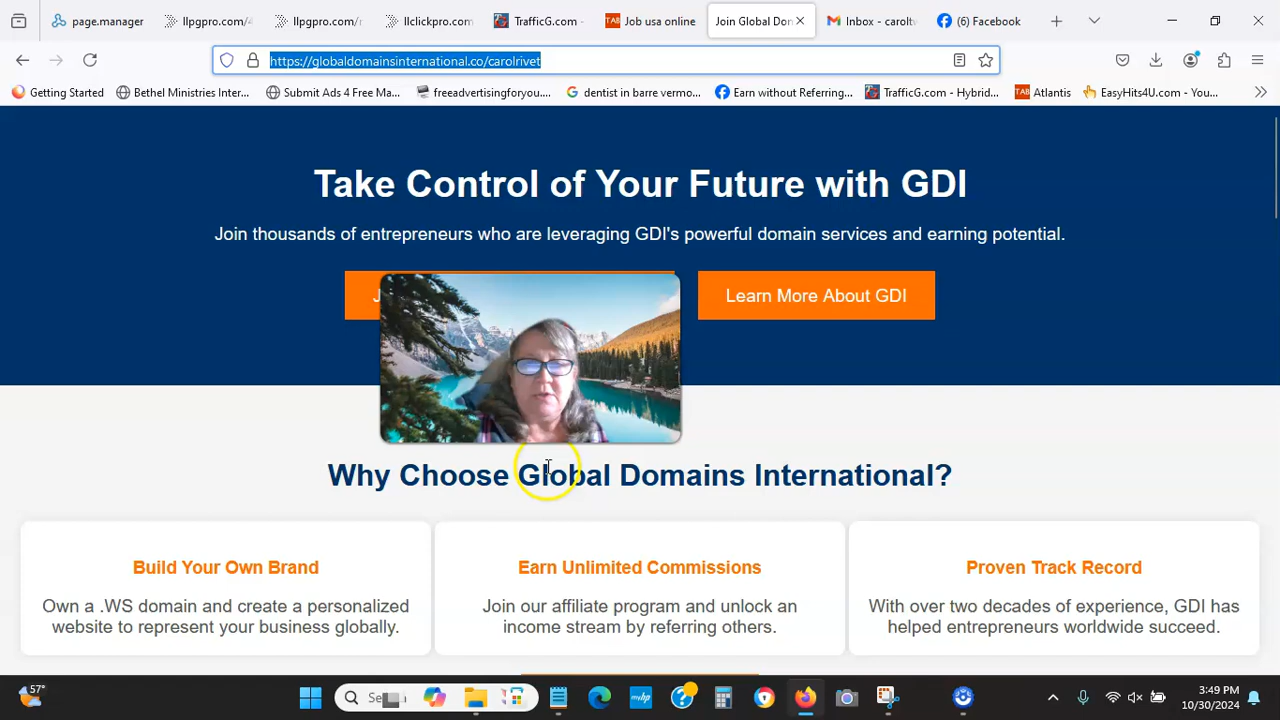 page.manager
llpgpro.com/4
llpgpro.com/r
llclickpro.com
TrafficG.com -
TAB Job usa online
Join Global Don
Inbox - carolt
(6) Facebook
https://globaldomainsinternational.co/carolrivet
Getting Started
Bethel Ministries Inter...
Submit Ads 4 Free Ma...
freeadvertisingforyou....
dentist in barre vermo...
Earn without Referring...
TrafficG.com - Hybrid...
TAB Atlantis
EasyHits4U.com - Yo...
Take Control of Your Future with GDI
Join thousands of entrepreneurs who are leveraging GDI's powerful domain services and earning potential.
Learn More About GDI
Why Choose Global Domains International?
Build Your Own Brand
Own a .WS domain and create a personalized
website to represent your business globally.
Earn Unlimited Commissions
Join our affiliate program and unlock an
income stream by referring others.
Proven Track Record
With over two decades of experience, GDI has
helped entrepreneurs worldwide succeed.
57°
myhp
3:49 PM
10/30/2024